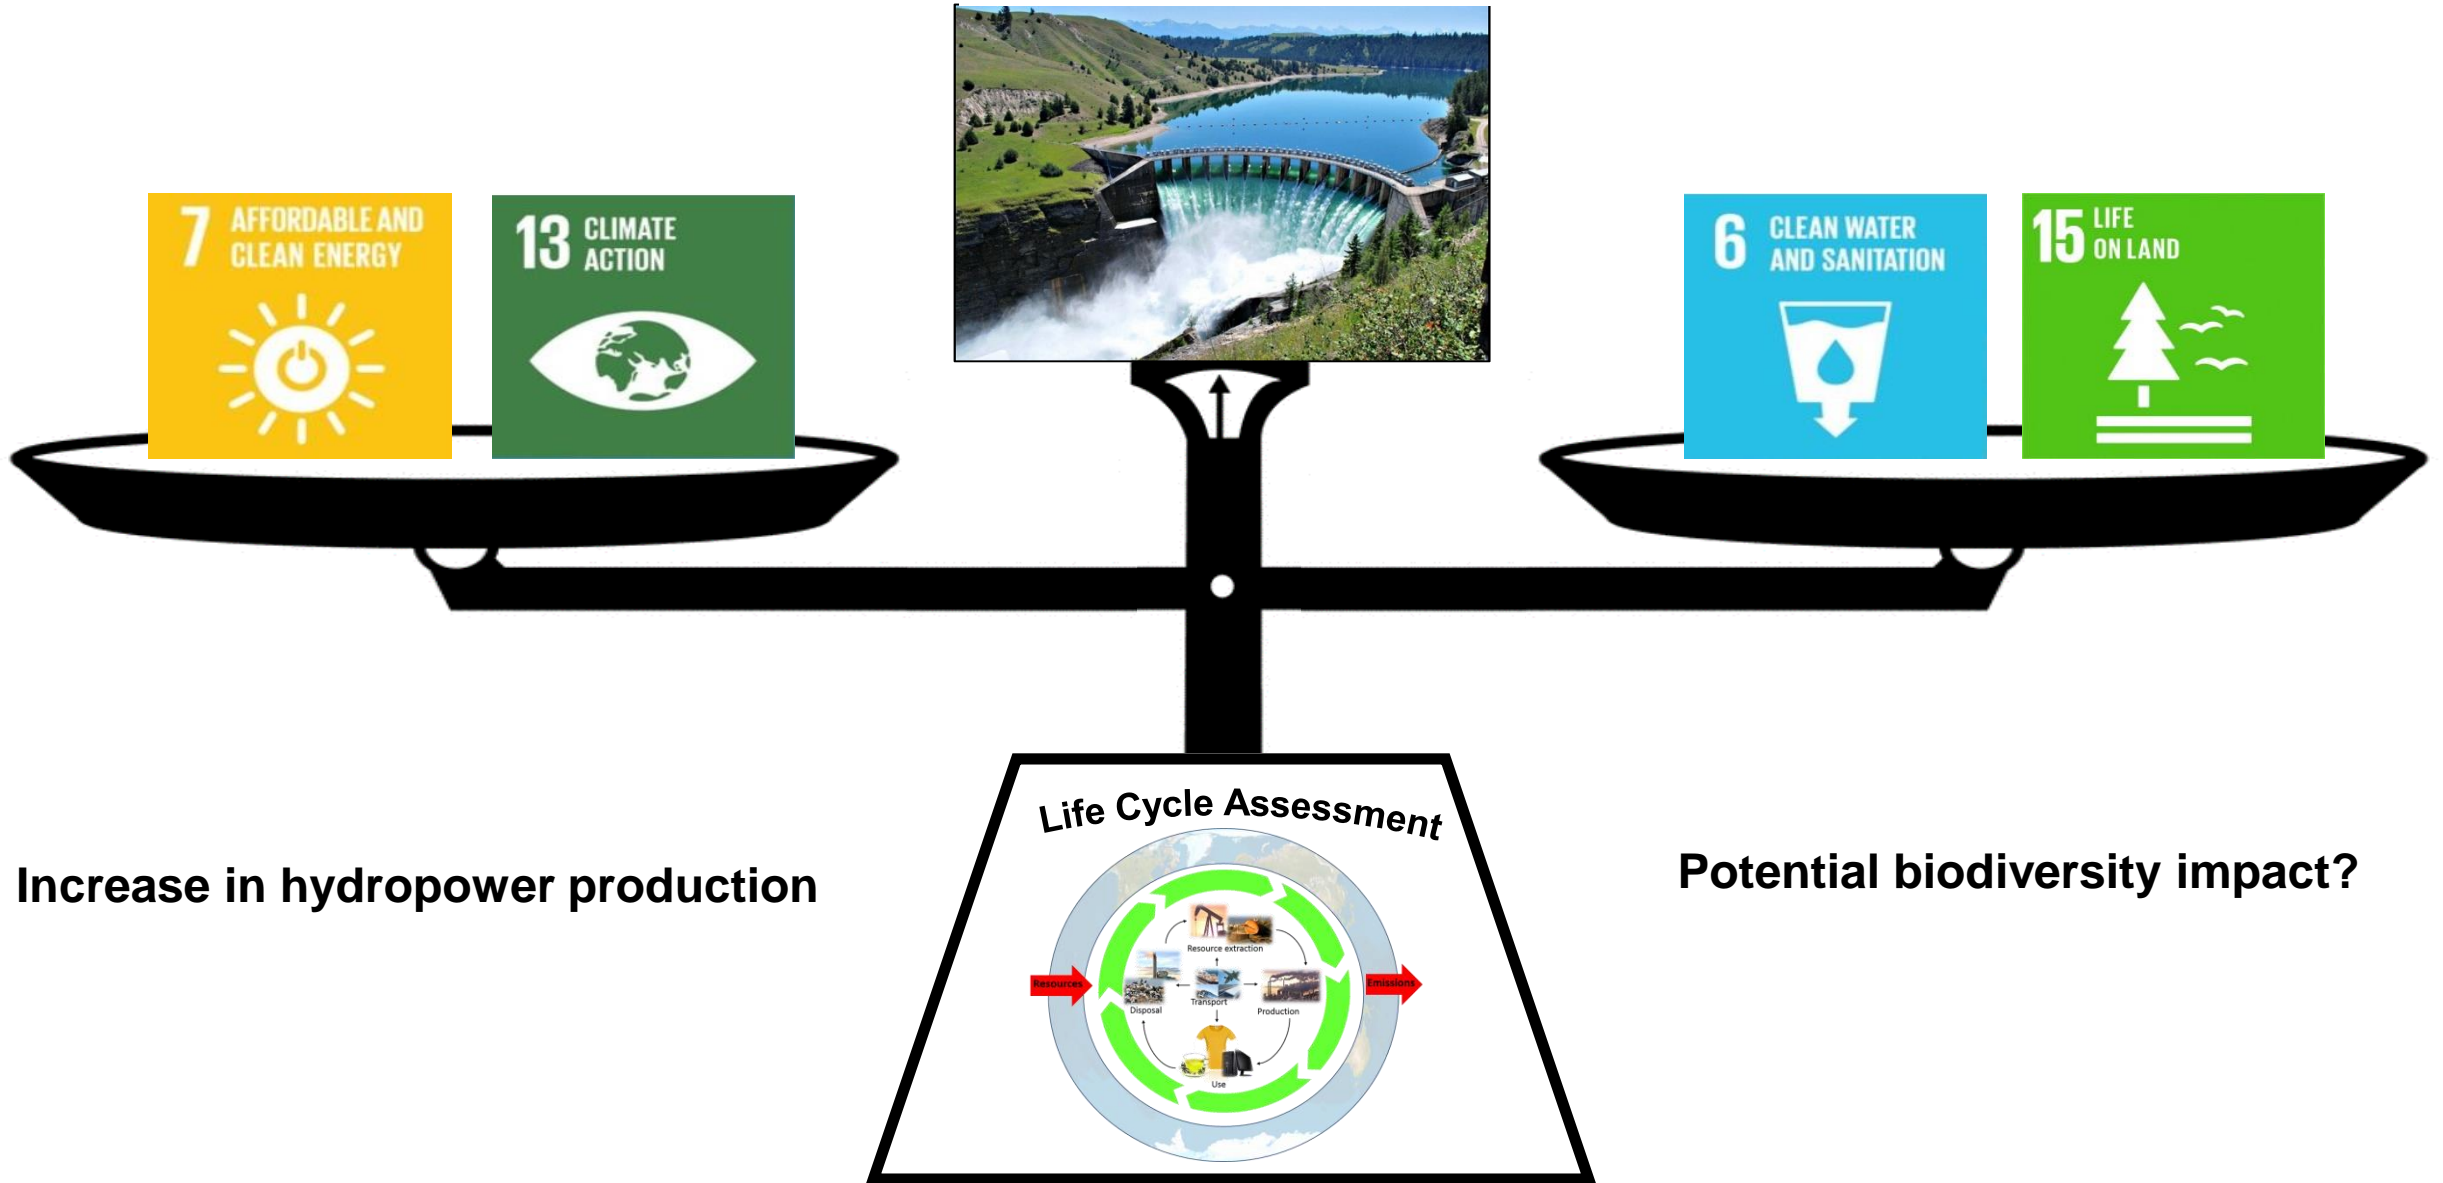 7 AFFORDABLE AND
CLEAN ENERGY
13 CLIMATE
ACTION
6 CLEAN WATER
AND SANITATION
15 LIFE
ON LAND
Increase in hydropower production
Life Cycle Assessment
Resource extraction
Resources
Emissions
Transport
Disposal
Production
Use
Potential biodiversity impact?